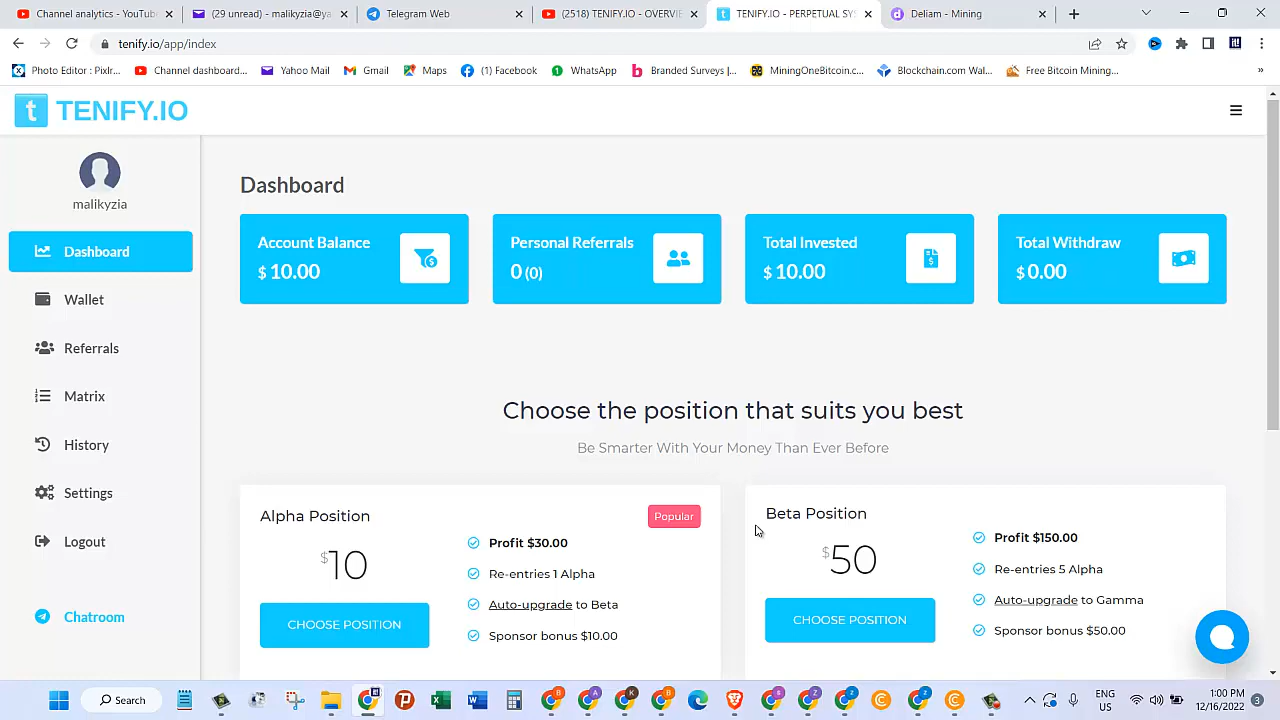 Channel analytics - YouTube
(29 unread) - malikyzia@ya
Telegram Web
(2518) TENIFY.IO - OVERVIE
TENIFY.IO - PERPETUAL SYS
Deliam - Mining
tenify.io/app/index
Photo Editor : Pixlr...
Channel dashboard...
Yahoo Mail
Gmail
Maps
(1) Facebook
WhatsApp
Branded Surveys |...
MiningOneBitcoin.c...
Blockchain.com Wal...
Free Bitcoin Mining...
»
t TENIFY.IO
malikyzia
Dashboard
Wallet
Referrals
Matrix
History
Settings
Logout
Chatroom
Dashboard
Account Balance
$ 10.00
Personal Referrals
0 (0)
Total Invested
$ 10.00
Total Withdraw
$ 0.00
Choose the position that suits you best
Be Smarter With Your Money Than Ever Before
Alpha Position
Popular
$10
CHOOSE POSITION
Profit $30.00
Re-entries 1 Alpha
Auto-upgrade to Beta
Sponsor bonus $10.00
Beta Position
$50
CHOOSE POSITION
Profit $150.00
Re-entries 5 Alpha
Auto-upgrade to Gamma
Sponsor bonus $50.00
Search
ENG
US
1:00 PM
12/16/2022
3